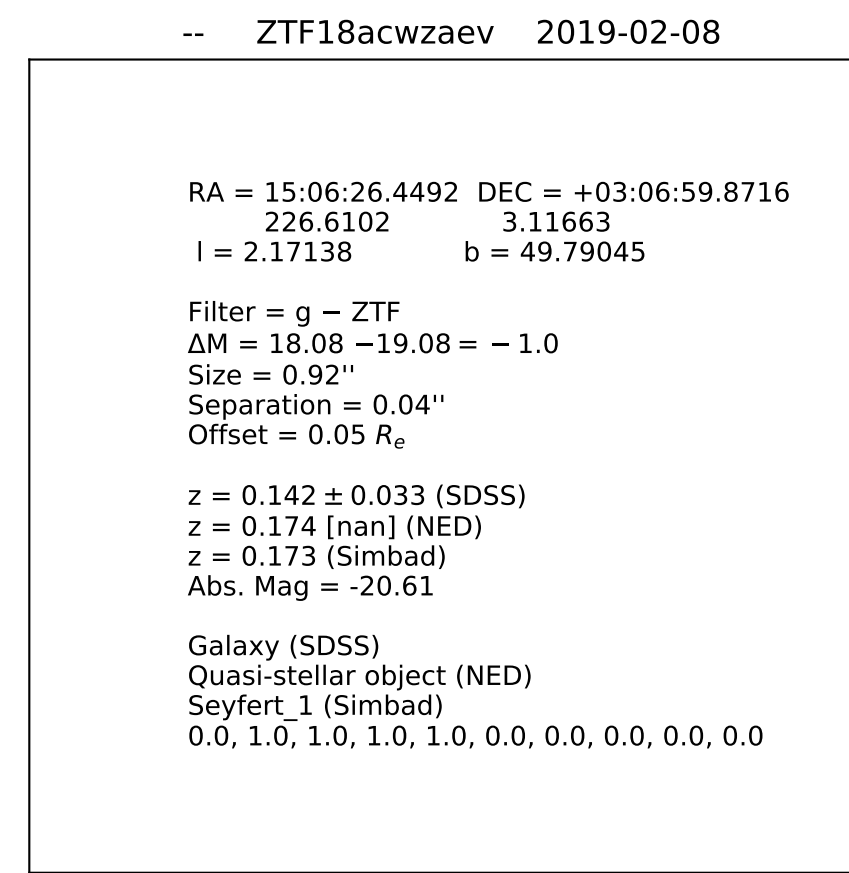 -- ZTF18acwzaev 2019-02-08
RA = 15:06:26.4492 DEC = +03:06:59.8716
226.6102 3.11663
l = 2.17138 b = 49.79045
Filter = g − ZTF
ΔM = 18.08 −19.08 = − 1.0
Size = 0.92''
Separation = 0.04''
Offset = 0.05 Re
z = 0.142 ± 0.033 (SDSS)
z = 0.174 [nan] (NED)
z = 0.173 (Simbad)
Abs. Mag = -20.61
Galaxy (SDSS)
Quasi-stellar object (NED)
Seyfert_1 (Simbad)
0.0, 1.0, 1.0, 1.0, 1.0, 0.0, 0.0, 0.0, 0.0, 0.0